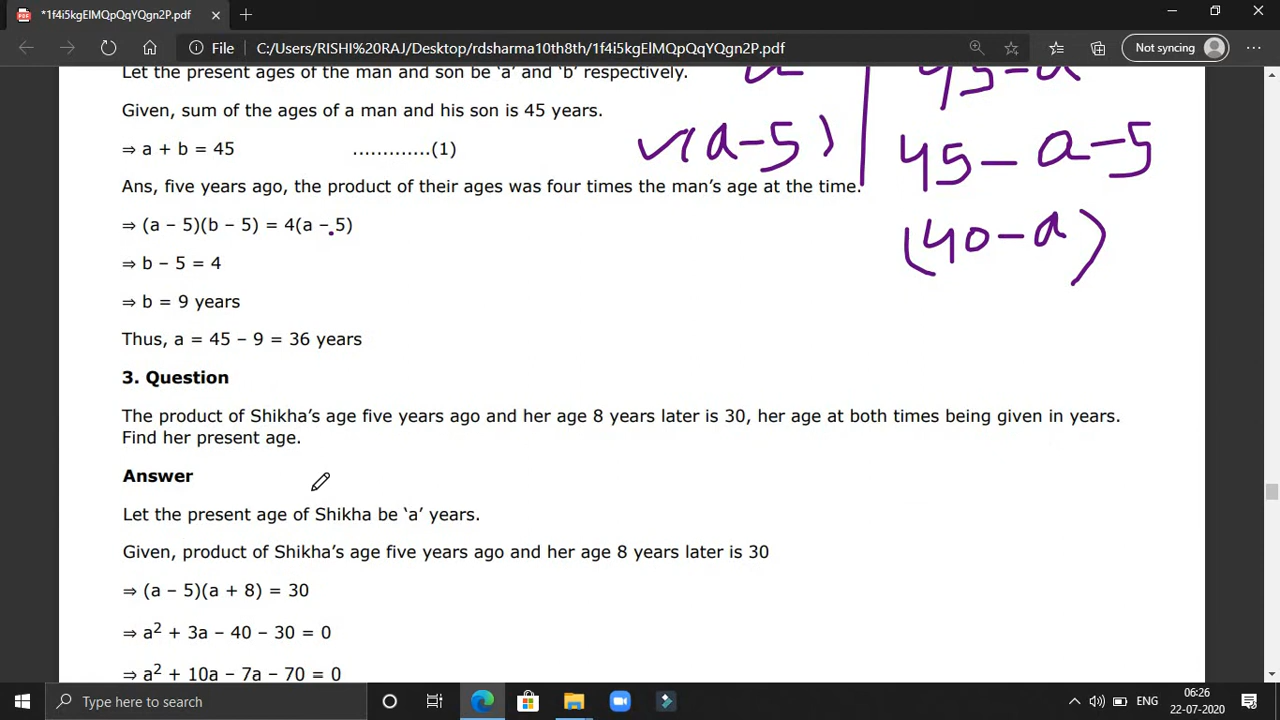 *1f4i5kgElMQpQqYQgn2P.pdf
File C:/Users/RISHI%20RAJ/Desktop/rdsharma10th8th/1f4i5kgElMQpQqYQgn2P.pdf Not syncing
Let the present ages of the man and son be ‘a’ and ‘b’ respectively.
a 45-a
Given, sum of the ages of a man and his son is 45 years.
⇒ a + b = 45 .............(1)
(a-5) 45-a-5
Ans, five years ago, the product of their ages was four times the man’s age at the time.
⇒ (a – 5)(b – 5) = 4(a – 5)
(40-a)
⇒ b – 5 = 4
⇒ b = 9 years
Thus, a = 45 – 9 = 36 years
3. Question
The product of Shikha’s age five years ago and her age 8 years later is 30, her age at both times being given in years.
Find her present age.
Answer
Let the present age of Shikha be ‘a’ years.
Given, product of Shikha’s age five years ago and her age 8 years later is 30
⇒ (a – 5)(a + 8) = 30
⇒ a² + 3a – 40 – 30 = 0
⇒ a² + 10a – 7a – 70 = 0
Type here to search
ENG
06:26
22-07-2020